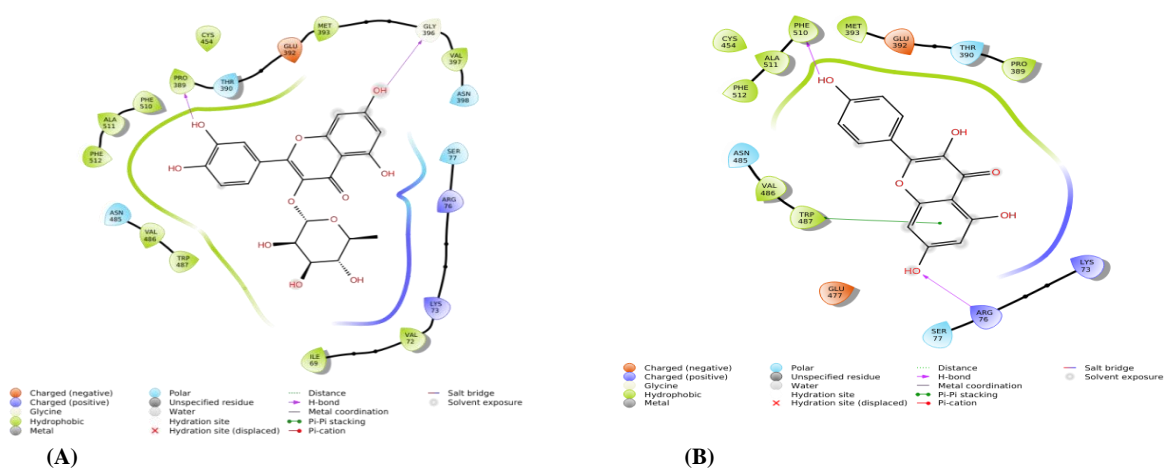 CYS
454
MET
393
GLY
396
GLU
392
VAL
397
PRO
389
THR
390
ASN
398
PHE
510
ALA
511
PHE
512
SER
77
ARG
76
ASN
485
VAL
486
TRP
487
LYS
73
VAL
72
ILE
69
OH
HO
HO
O
OH
O
O
O
HO
HO
OH
Charged (negative)
Charged (positive)
Glycine
Hydrophobic
Metal
Polar
Unspecified residue
Water
Hydration site
Hydration site (displaced)
Distance
H-bond
Metal coordination
Pi-Pi stacking
Pi-cation
Salt bridge
Solvent exposure
(A)
PHE
510
MET
393
CYS
454
GLU
392
THR
390
ALA
511
PRO
389
PHE
512
ASN
485
VAL
486
TRP
487
GLU
477
LYS
73
ARG
76
SER
77
HO
OH
O
O
OH
HO
Charged (negative)
Charged (positive)
Glycine
Hydrophobic
Metal
Polar
Unspecified residue
Water
Hydration site
Hydration site (displaced)
Distance
H-bond
Metal coordination
Pi-Pi stacking
Pi-cation
Salt bridge
Solvent exposure
(B)